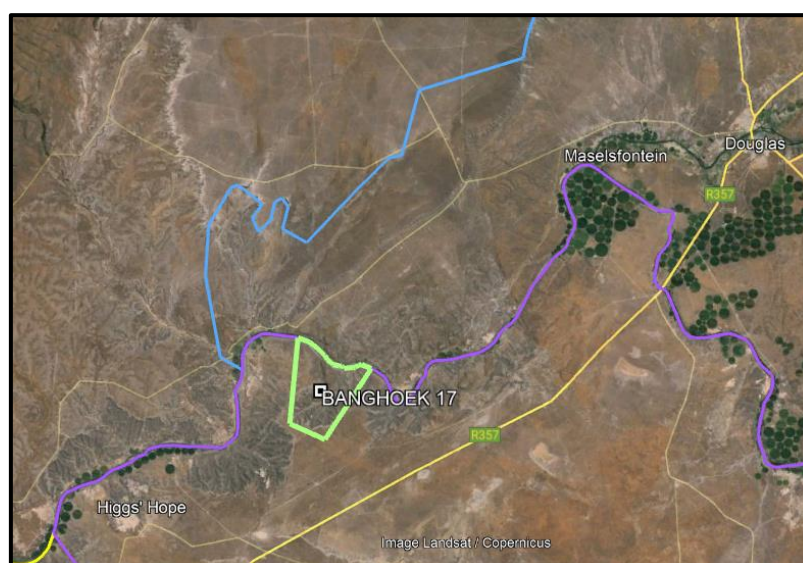 Douglas
Maselsfontein
R357
BANGHOEK 17
R357
Higgs' Hope
Image Landsat / Copernicus